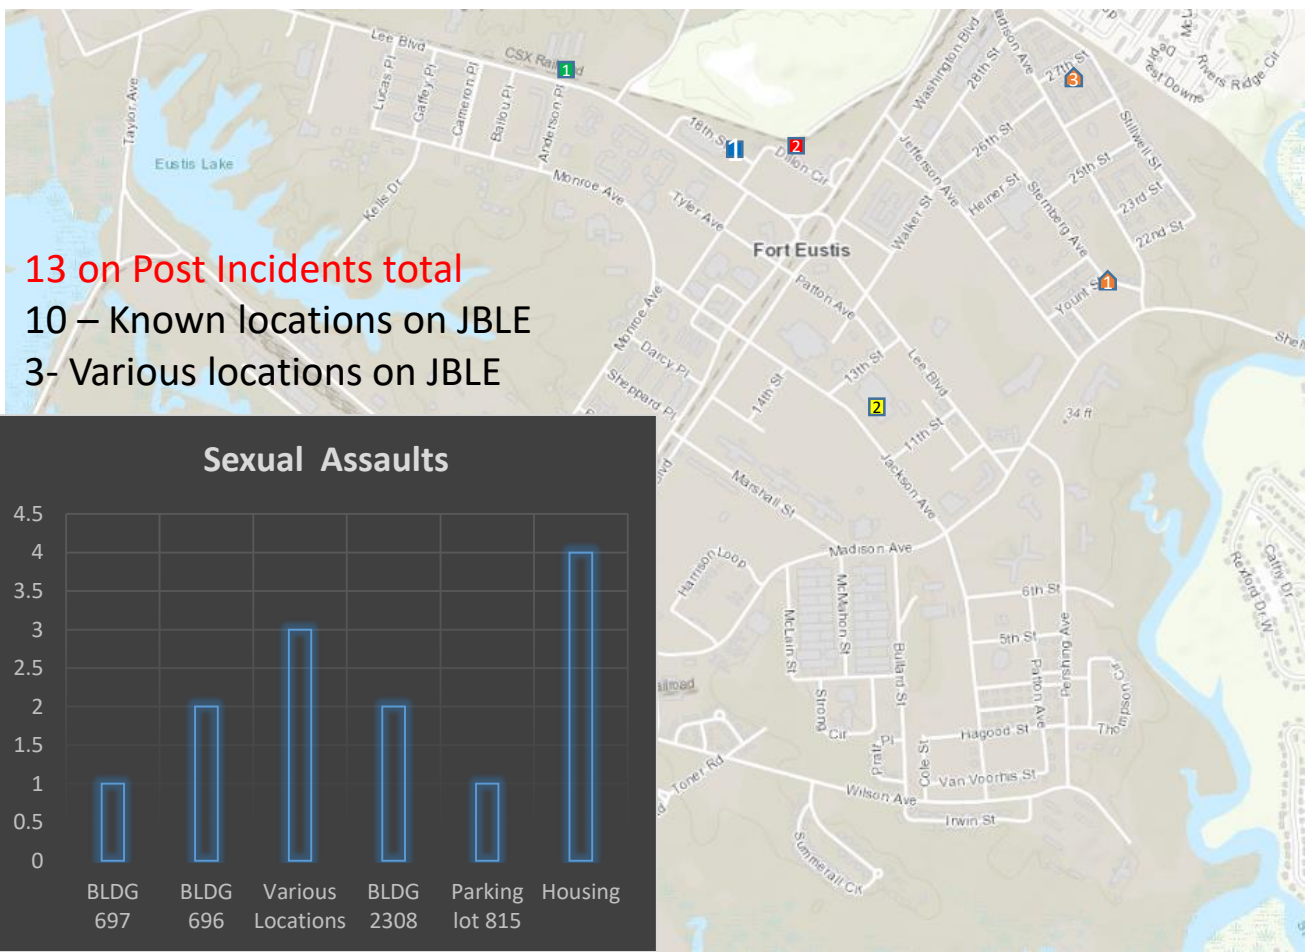 Lee Blvd
CSX Railroad
1
Lucas Pl
Gaffey Pl
Cameron Pl
Bailou Pl
Anderson Pl
Taylor Ave
Eustis Lake
Kells Dr
Monroe Ave
18th St
1
2
Dillon Cir
Tyler Ave
Washington Blvd
28th St
Madison Ave
27th St
3
Rivers Ridge Cir
Jefferson Ave
26th St
Stillwell St
25th St
Heiner St
Sternberg Ave
23rd St
22nd St
Walker St
Fort Eustis
Patton Ave
Yount St
1
13 on Post Incidents total
10 – Known locations on JBLE
3- Various locations on JBLE
Monroe Ave
Darcy Pl
Sheppard Pl
14th St
13th St
Lee Blvd
2
11th St
34 ft
Jackson Ave
Marshall St
Madison Ave
Harrison Loop
McLain St
McMahon St
Bullard St
6th St
5th St
Patton Ave
Pershing Ave
Thompson Cir
Rexford Dr W
Cathy Dr
Strong Cir
Pratt Pl
Cole St
Hagood St
Van Voorhis St
Toner Rd
Wilson Ave
Irwin St
Summerall Cir
Sexual Assaults
4.5
4
3.5
3
2.5
2
1.5
1
0.5
0
BLDG
697
BLDG
696
Various
Locations
BLDG
2308
Parking
lot 815
Housing